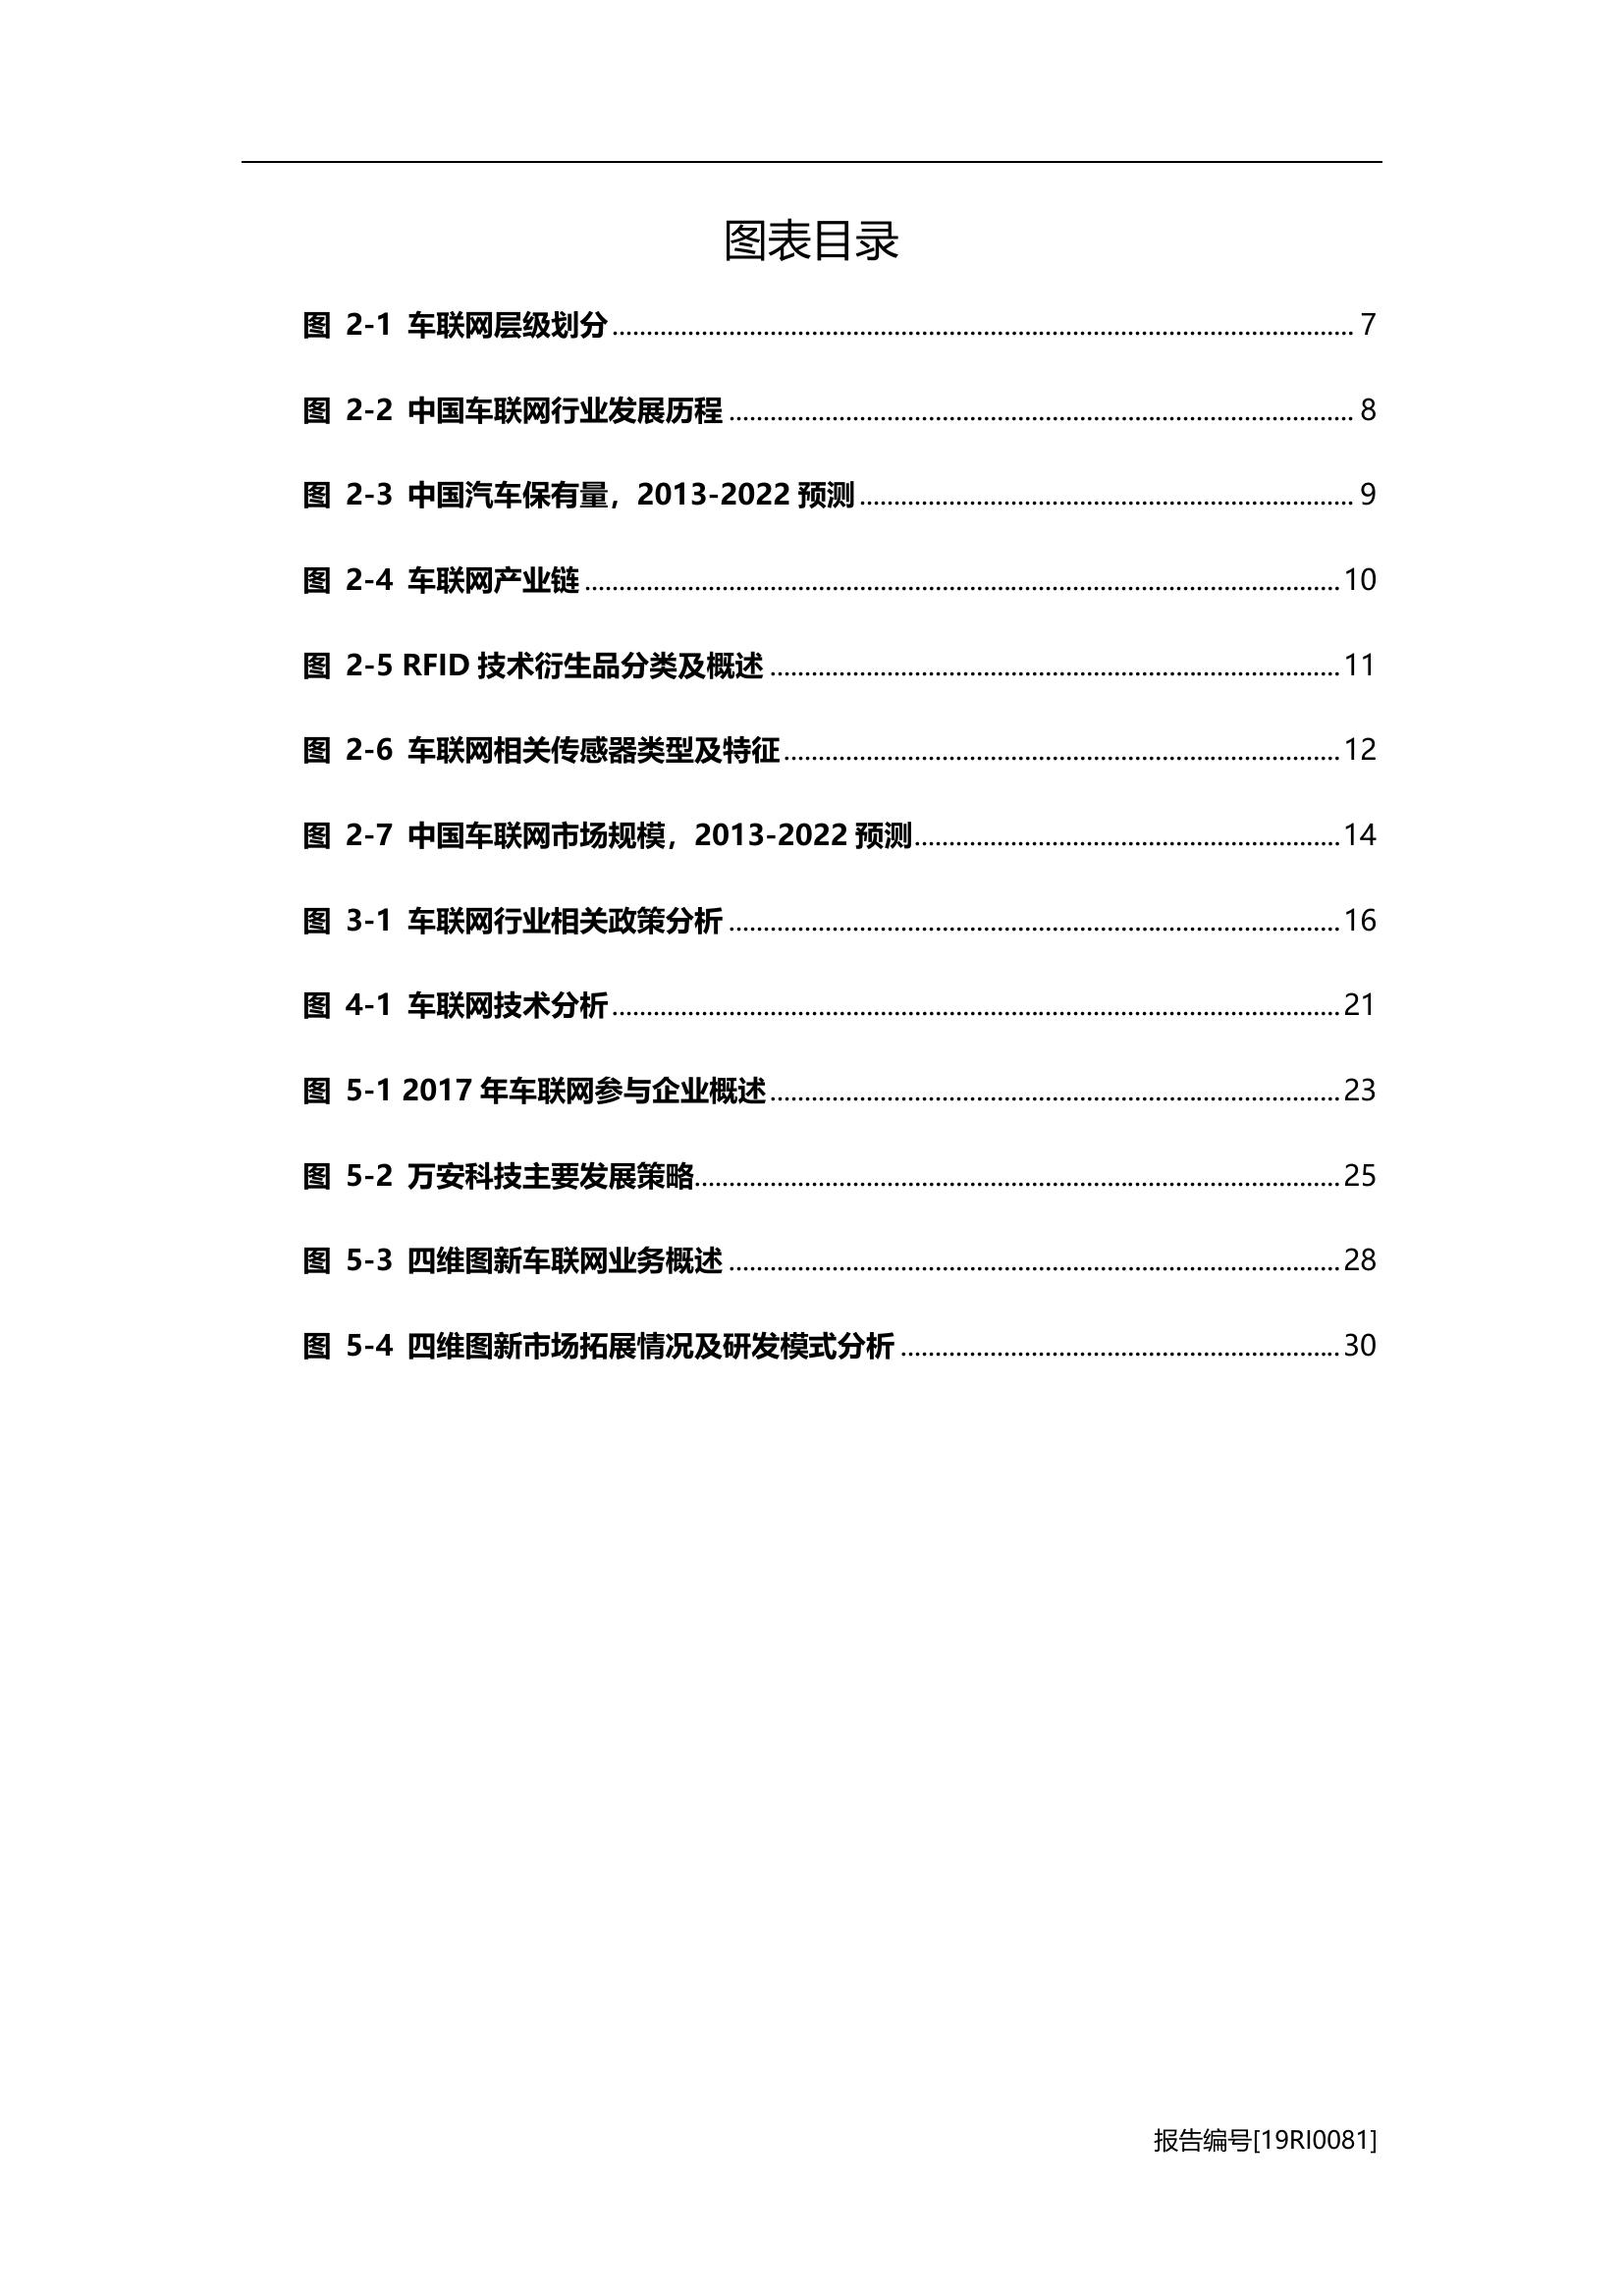 图表目录
图 2-1 车联网层级划分 7
图 2-2 中国车联网行业发展历程 8
图 2-3 中国汽车保有量，2013-2022 预测 9
图 2-4 车联网产业链 10
图 2-5 RFID 技术衍生品分类及概述 11
图 2-6 车联网相关传感器类型及特征 12
图 2-7 中国车联网市场规模，2013-2022 预测 14
图 3-1 车联网行业相关政策分析 16
图 4-1 车联网技术分析 21
图 5-1 2017 年车联网参与企业概述 23
图 5-2 万安科技主要发展策略 25
图 5-3 四维图新车联网业务概述 28
图 5-4 四维图新市场拓展情况及研发模式分析 30
报告编号[19RI0081]